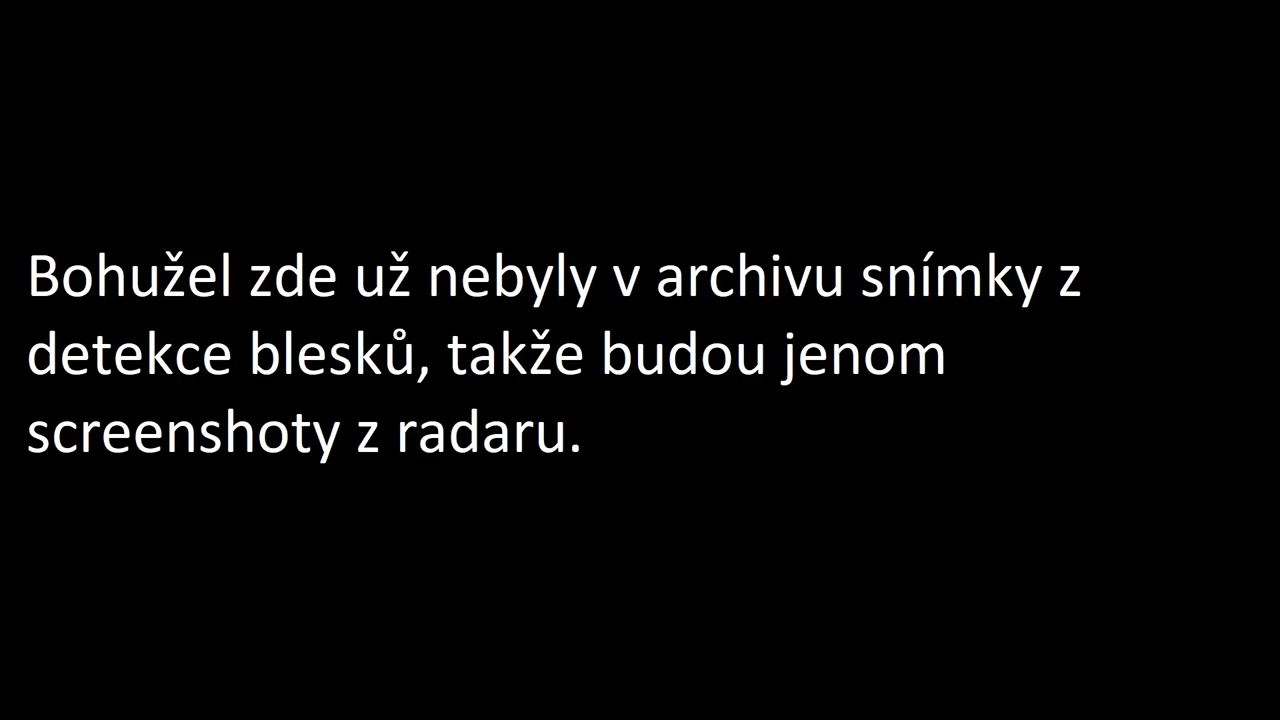 Bohužel zde už nebyly v archivu snímky z
detekce blesků, takže budou jenom
screenshoty z radaru.